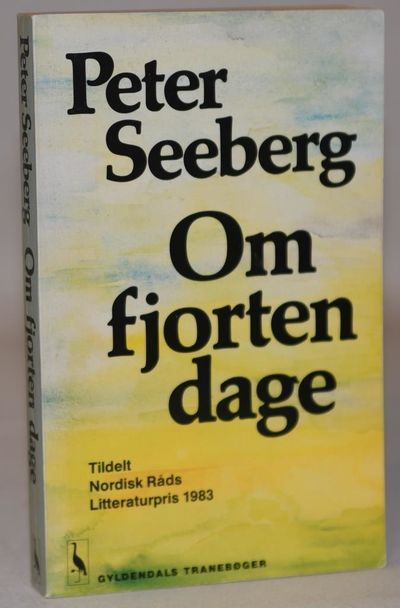 Peter Seeberg Om fjorten dage
Peter
Seeberg
Om
fjorten
dage
Tildelt
Nordisk Råds
Litteraturpris 1983
GYLDENDALS TRANEBØGER